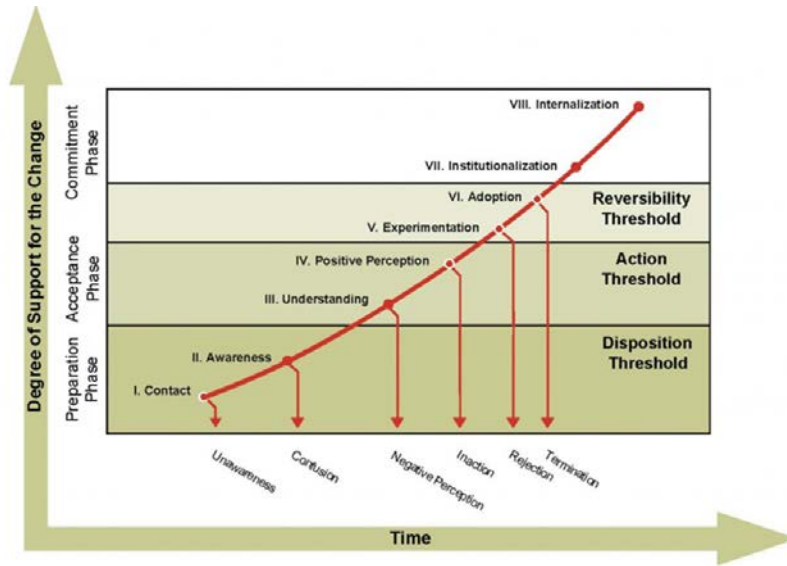 Degree of Support for the Change
Commitment
Phase
Acceptance
Phase
Preparation
Phase
VIII. Internalization
VII. Institutionalization
VI. Adoption
Reversibility
Threshold
V. Experimentation
IV. Positive Perception
Action
Threshold
III. Understanding
Disposition
Threshold
II. Awareness
I. Contact
Unawareness
Confusion
Negative Perception
Inaction
Rejection
Termination
Time